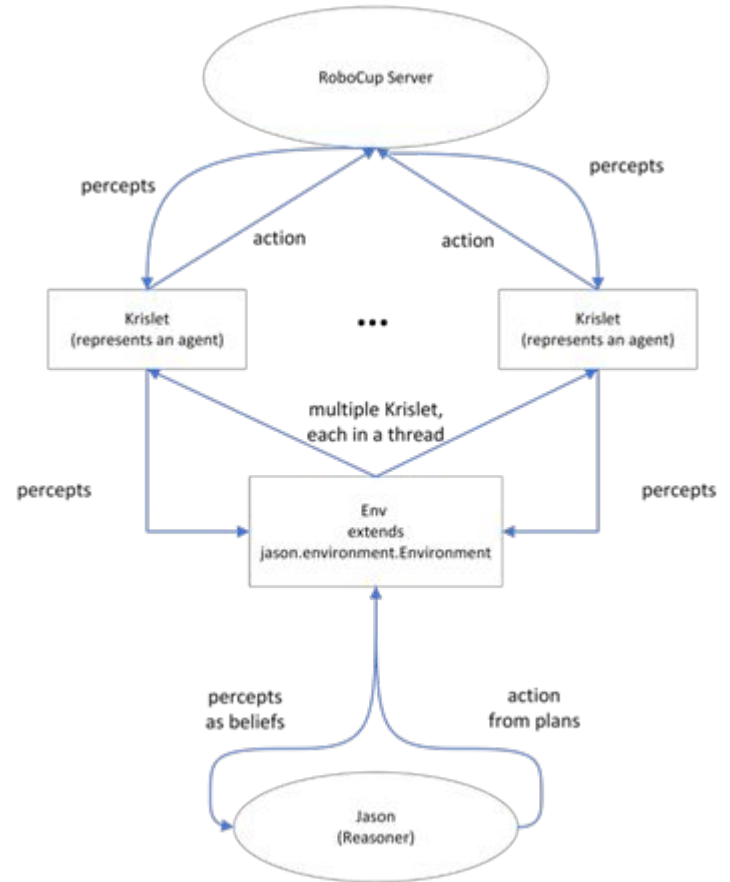 RoboCup Server
percepts
percepts
action
action
Krislet
(represents an agent)
...
Krislet
(represents an agent)
multiple Krislet,
each in a thread
percepts
percepts
Env
extends
jason.environment.Environment
percepts
as beliefs
action
from plans
Jason
(Reasoner)